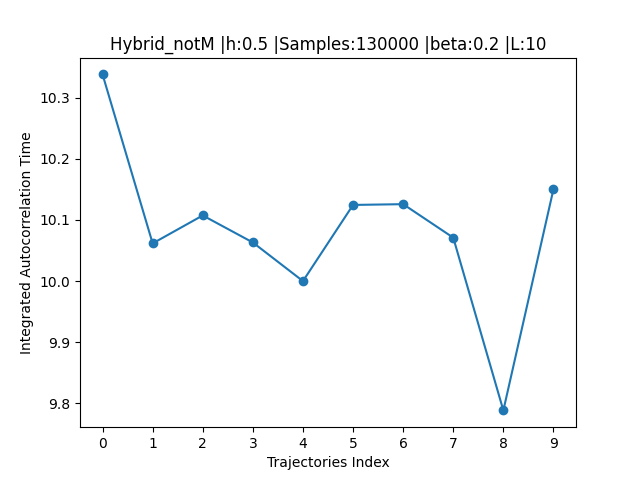 Hybrid_notM |h:0.5 |Samples:130000 |beta:0.2 |L:10
Integrated Autocorrelation Time
10.3
10.2
10.1
10.0
9.9
9.8
0 1 2 3 4 5 6 7 8 9
Trajectories Index